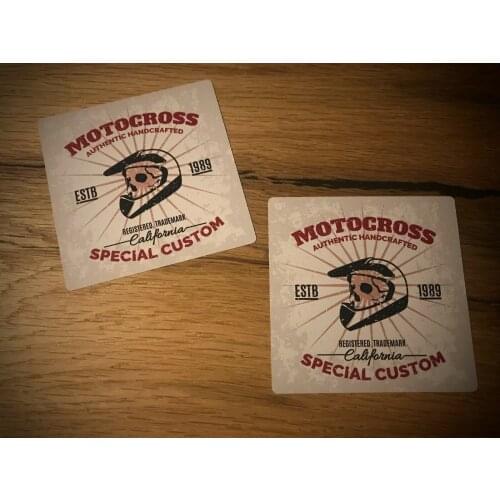 MOTOCROSS
AUTHENTIC HANDCRAFTED
ESTB 1989
REGISTERED TRADEMARK
California
SPECIAL CUSTOM
MOTOCROSS
AUTHENTIC HANDCRAFTED
ESTB 1989
REGISTERED TRADEMARK
California
SPECIAL CUSTOM